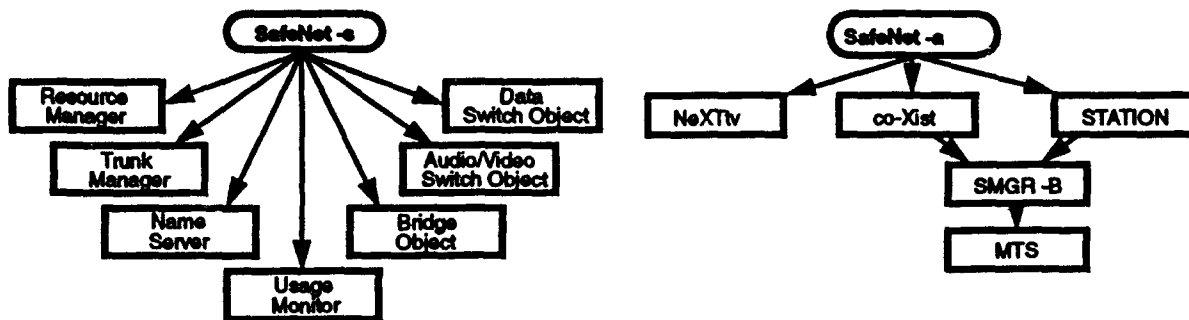 SafeNet -s
Resource
Manager
Data
Switch Object
Trunk
Manager
Audio/Video
Switch Object
Name
Server
Bridge
Object
Usage
Monitor
SafeNet -a
NeXTtv
co-Xist
STATION
SMGR -B
MTS